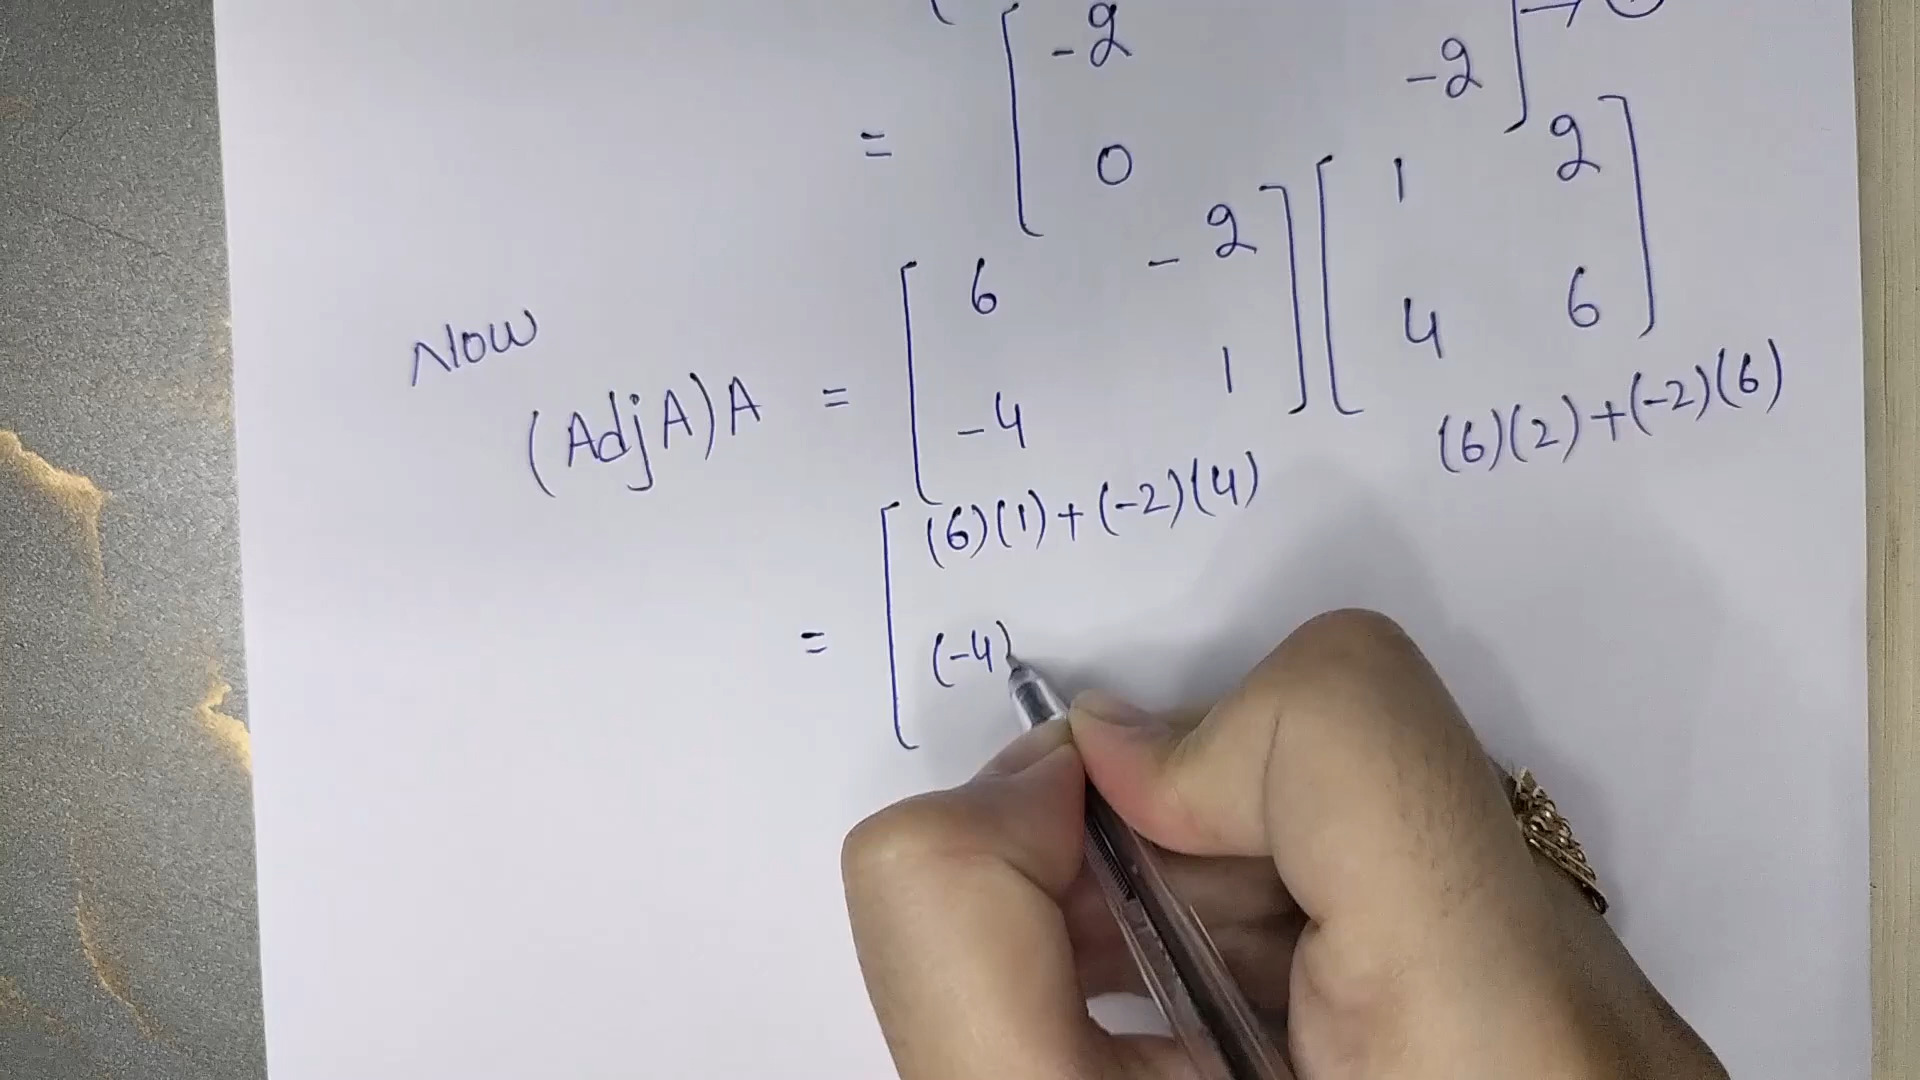 = [ -2 -2 ] →
0
Now
(Adj A) A = [ 6 -2 ] [ 1 2 ]
-4 1 4 6
= [ (6)(1)+(-2)(4) (6)(2)+(-2)(6)
(-4)